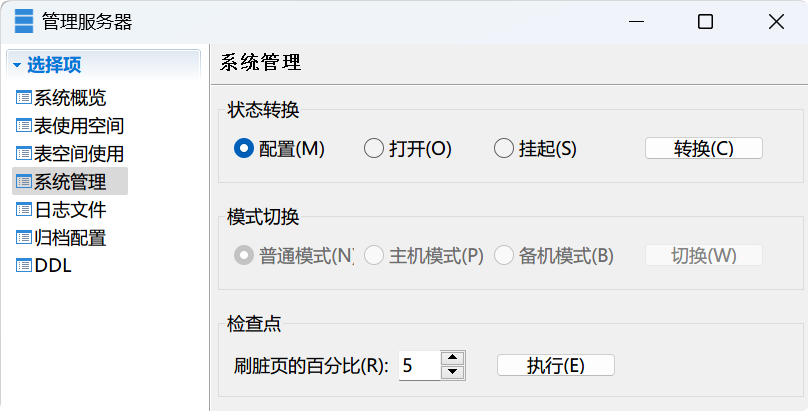 管理服务器
选择项
系统概览
表使用空间
表空间使用
系统管理
日志文件
归档配置
DDL
系统管理
状态转换
配置(M) 打开(O) 挂起(S) 转换(C)
模式切换
普通模式(N) 主机模式(P) 备机模式(B) 切换(W)
检查点
刷脏页的百分比(R): 5 执行(E)